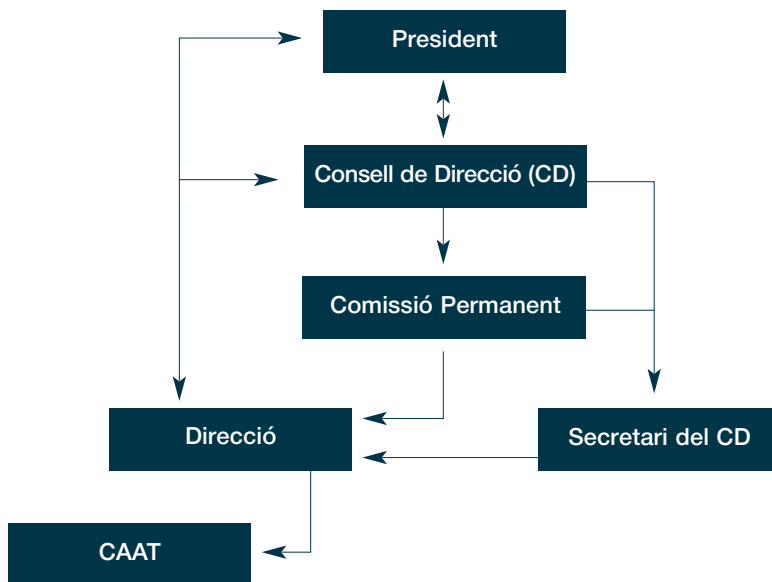 President
Consell de Direcció (CD)
Comissió Permanent
Direcció
Secretari del CD
CAAT